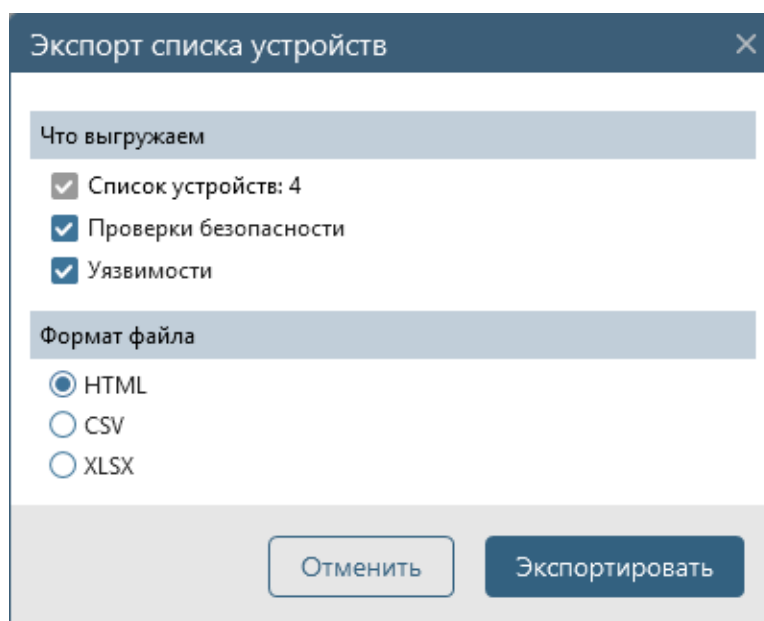 Экспорт списка устройств
Что выгружаем
Список устройств: 4
Проверки безопасности
Уязвимости
Формат файла
HTML
CSV
XLSX
Отменить Экспортировать